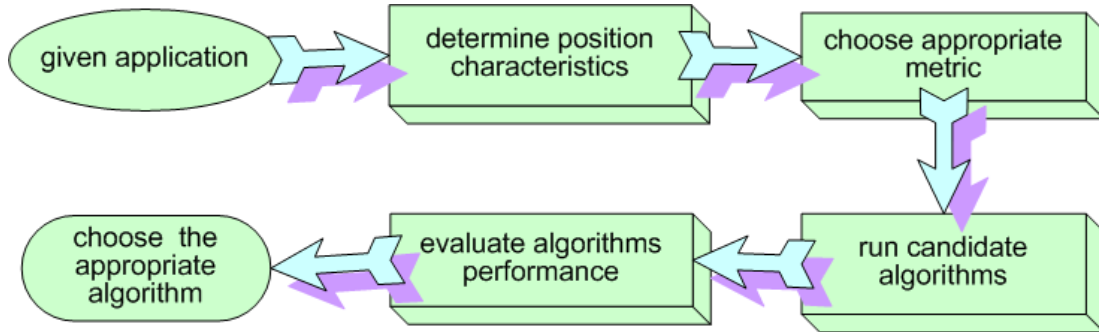 given application
determine position
characteristics
choose appropriate
metric
run candidate
algorithms
evaluate algorithms
performance
choose the
appropriate
algorithm